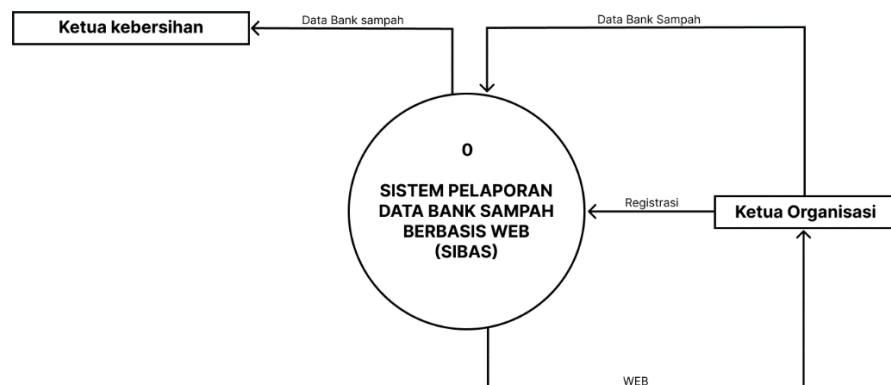 Data Bank sampah
Data Bank Sampah
Ketua kebersihan
0
SISTEM PELAPORAN
DATA BANK SAMPAH
BERBASIS WEB
(SIBAS)
Registrasi
Ketua Organisasi
WEB